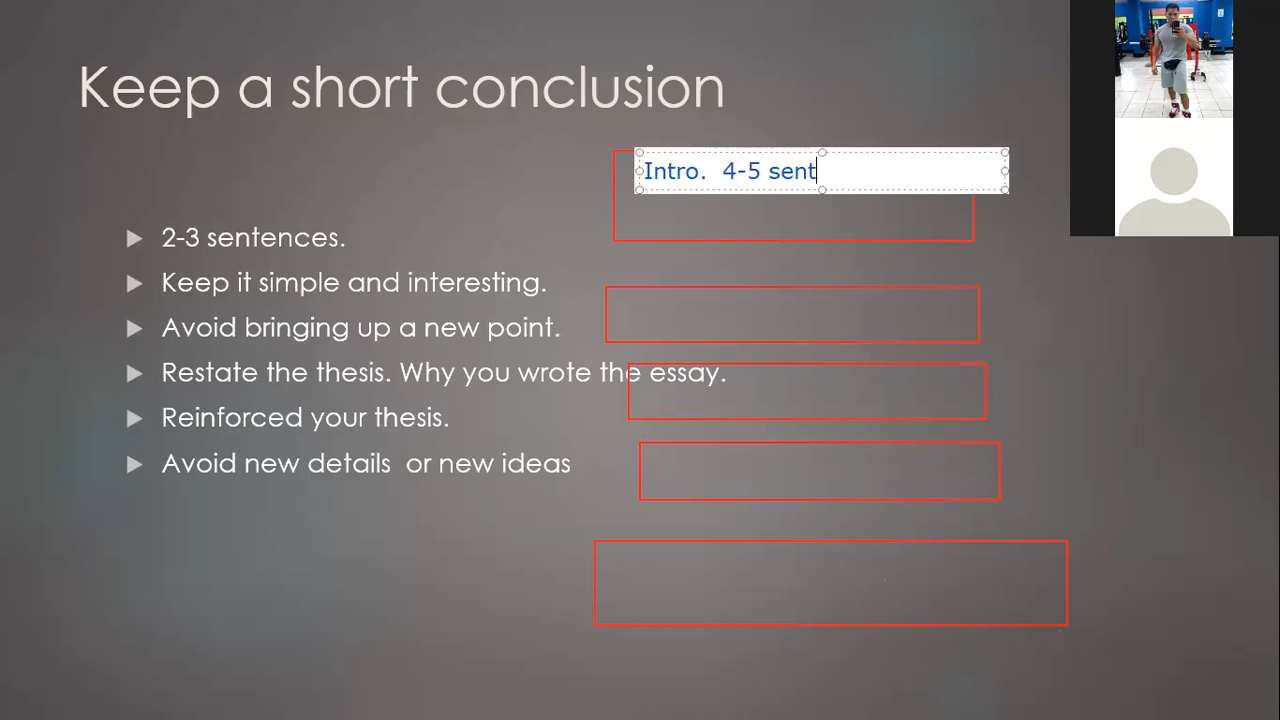 Keep a short conclusion
Intro.  4-5 sent
2-3 sentences.
Keep it simple and interesting.
Avoid bringing up a new point.
Restate the thesis. Why you wrote the essay.
Reinforced your thesis.
Avoid new details  or new ideas